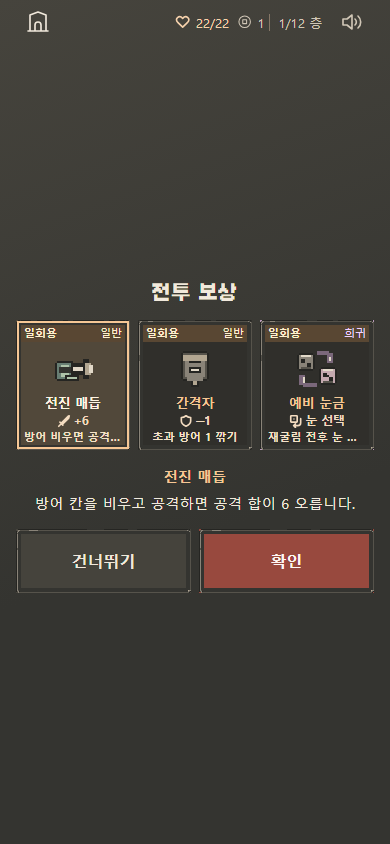 22/22 1 1/12 층
전투 보상
일회용 일반
전진 매듭
+6
방어 비우면 공격...
일회용 일반
간격자
−1
초과 방어 1 깎기
일회용 희귀
예비 눈금
눈 선택
재굴림 전후 눈 ...
전진 매듭
방어 칸을 비우고 공격하면 공격 합이 6 오릅니다.
건너뛰기
확인